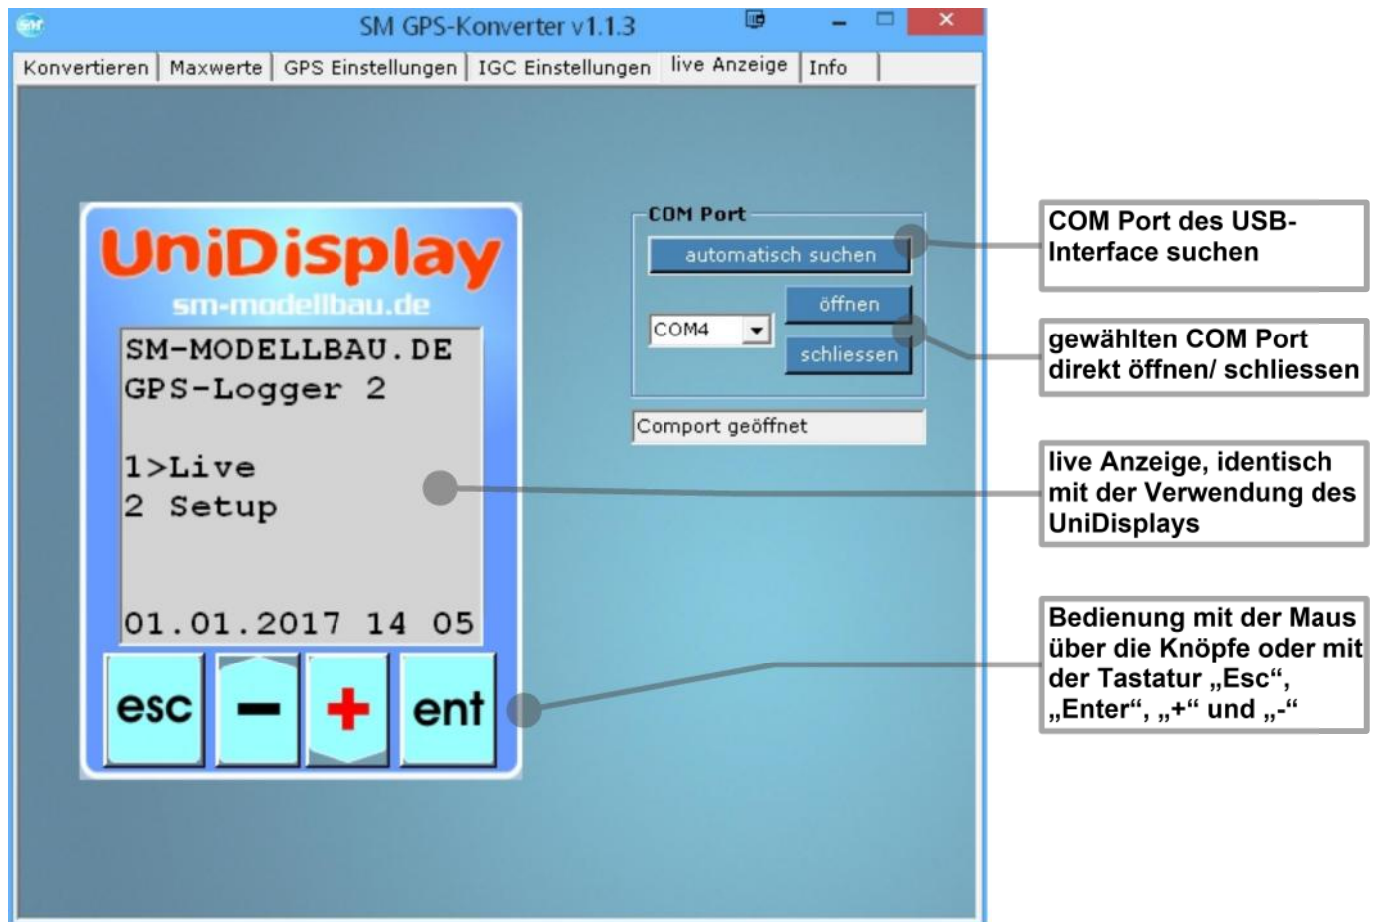 SM GPS-Konverter v1.1.3
Konvertieren Maxwerte GPS Einstellungen IGC Einstellungen live Anzeige Info
UniDisplay
sm-modellbau.de
SM-MODELLBAU.DE
GPS-Logger 2
1>Live
2 Setup
01.01.2017 14 05
esc - + ent
COM Port
automatisch suchen
öffnen
COM4
schliessen
Comport geöffnet
COM Port des USB-
Interface suchen
gewählten COM Port
direkt öffnen/ schliessen
live Anzeige, identisch
mit der Verwendung des
UniDisplays
Bedienung mit der Maus
über die Knöpfe oder mit
der Tastatur „Esc“,
„Enter“, „+“ und „-“